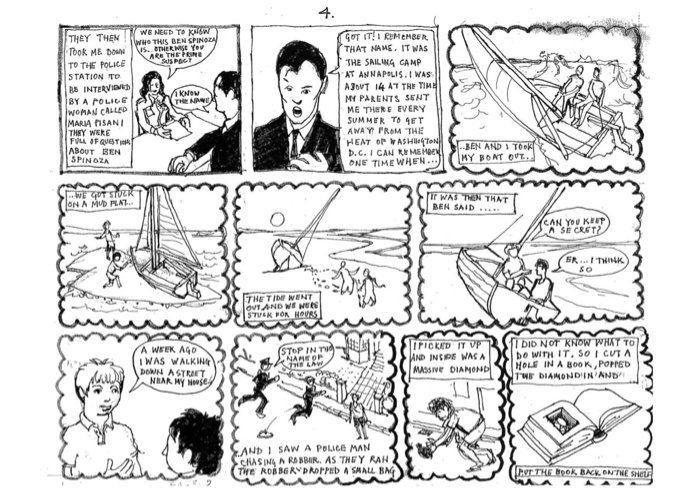 4.
THEY THEN
TOOK ME DOWN
TO THE POLICE
STATION TO
BE INTERVIEWED
BY A POLICE
WOMAN CALLED
MARIA PISANI
THEY WERE
FULL OF QUESTIONS
ABOUT BEN
SPINOZA
WE NEED TO KNOW
WHO THIS BEN SPINOZA
IS.. OTHERWISE YOU
ARE THE PRIME
SUSPECT
I KNOW
THE NAME!
GOT IT! I REMEMBER
THAT NAME. IT WAS
THE SAILING CAMP
AT ANNAPOLIS. I WAS
ABOUT 14 AT THE TIME
MY PARENTS SENT
ME THERE EVERY
SUMMER TO GET
AWAY FROM THE
HEAT OF WASHINGTON
D.C. I CAN REMEMBER
ONE TIME WHEN...
..BEN AND I TOOK
MY BOAT OUT..
...WE GOT STUCK
ON A MUD FLAT...
THE TIDE WENT
OUT AND WE WERE
STUCK FOR HOURS
IT WAS THEN THAT
BEN SAID .....
CAN YOU KEEP
A SECRET?
ER... I THINK
SO
A WEEK AGO
I WAS WALKING
DOWN A STREET
NEAR MY HOUSE
STOP IN THE
NAME OF
THE LAW
..AND I SAW A POLICE MAN
CHASING A ROBBER. AS THEY RAN
THE ROBBER DROPPED A SMALL BAG
I PICKED IT UP
AND INSIDE WAS A
MASSIVE DIAMOND
I DID NOT KNOW WHAT TO
DO WITH IT. SO I CUT A
HOLE IN A BOOK, POPPED
THE DIAMOND IN AND
PUT THE BOOK BACK ON THE SHELF